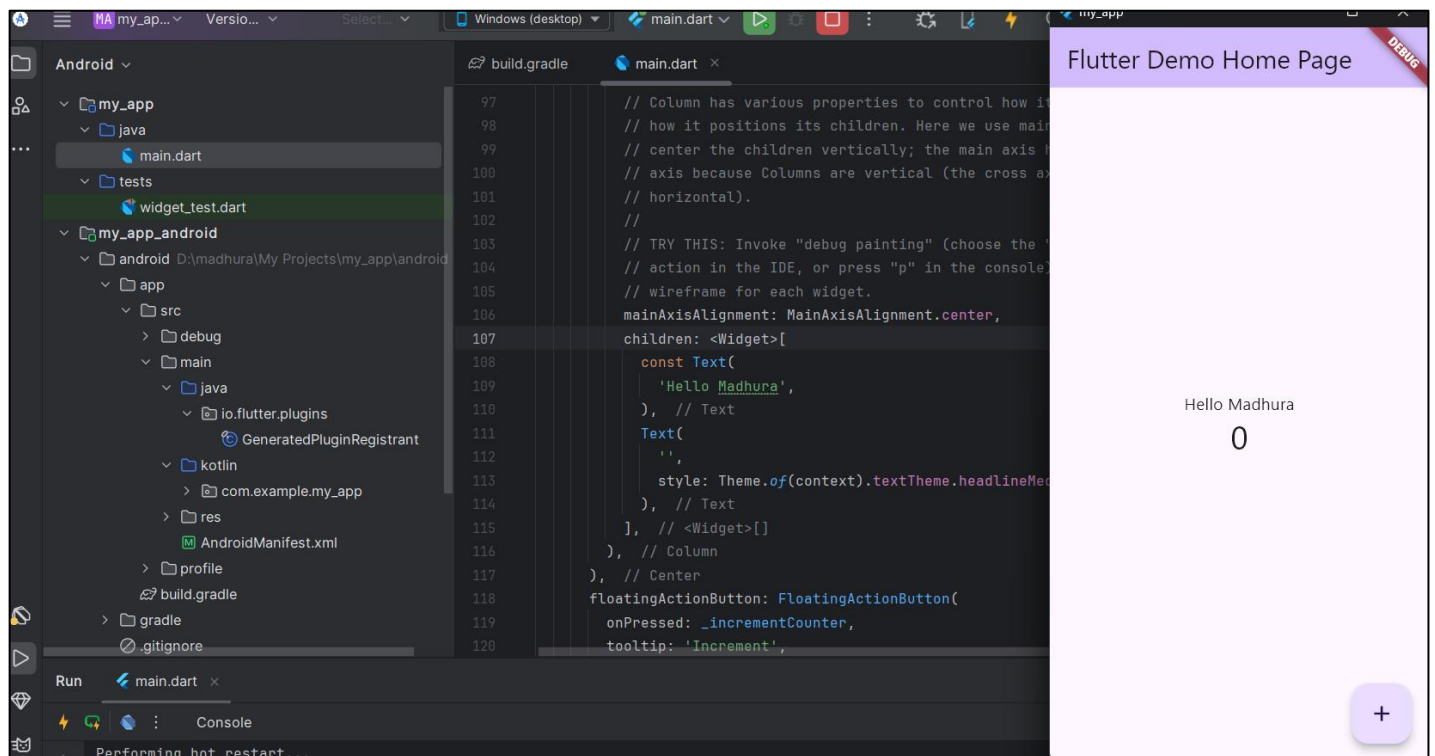 MA my_ap... Versio... Select... Windows (desktop) main.dart
my_app
Android
build.gradle main.dart
Flutter Demo Home Page
DEBUG
my_app
java
main.dart
tests
widget_test.dart
my_app_android
android D:\madhura\My Projects\my_app\android
app
src
debug
main
java
io.flutter.plugins
GeneratedPluginRegistrant
kotlin
com.example.my_app
res
AndroidManifest.xml
profile
build.gradle
gradle
.gitignore
97 // Column has various properties to control how it
98 // how it positions its children. Here we use main
99 // center the children vertically; the main axis h
100 // axis because Columns are vertical (the cross ax
101 // horizontal).
102 //
103 // TRY THIS: Invoke "debug painting" (choose the "
104 // action in the IDE, or press "p" in the console)
105 // wireframe for each widget.
106 mainAxisAlignment: MainAxisAlignment.center,
107 children: <Widget>[
108 const Text(
109 'Hello Madhura',
110 ), // Text
111 Text(
112 '',
113 style: Theme.of(context).textTheme.headlineMed
114 ), // Text
115 ], // <Widget>[]
116 ), // Column
117 ), // Center
118 floatingActionButton: FloatingActionButton(
119 onPressed: _incrementCounter,
120 tooltip: 'Increment',
Hello Madhura
0
+
Run main.dart
Console
Performing hot restart...